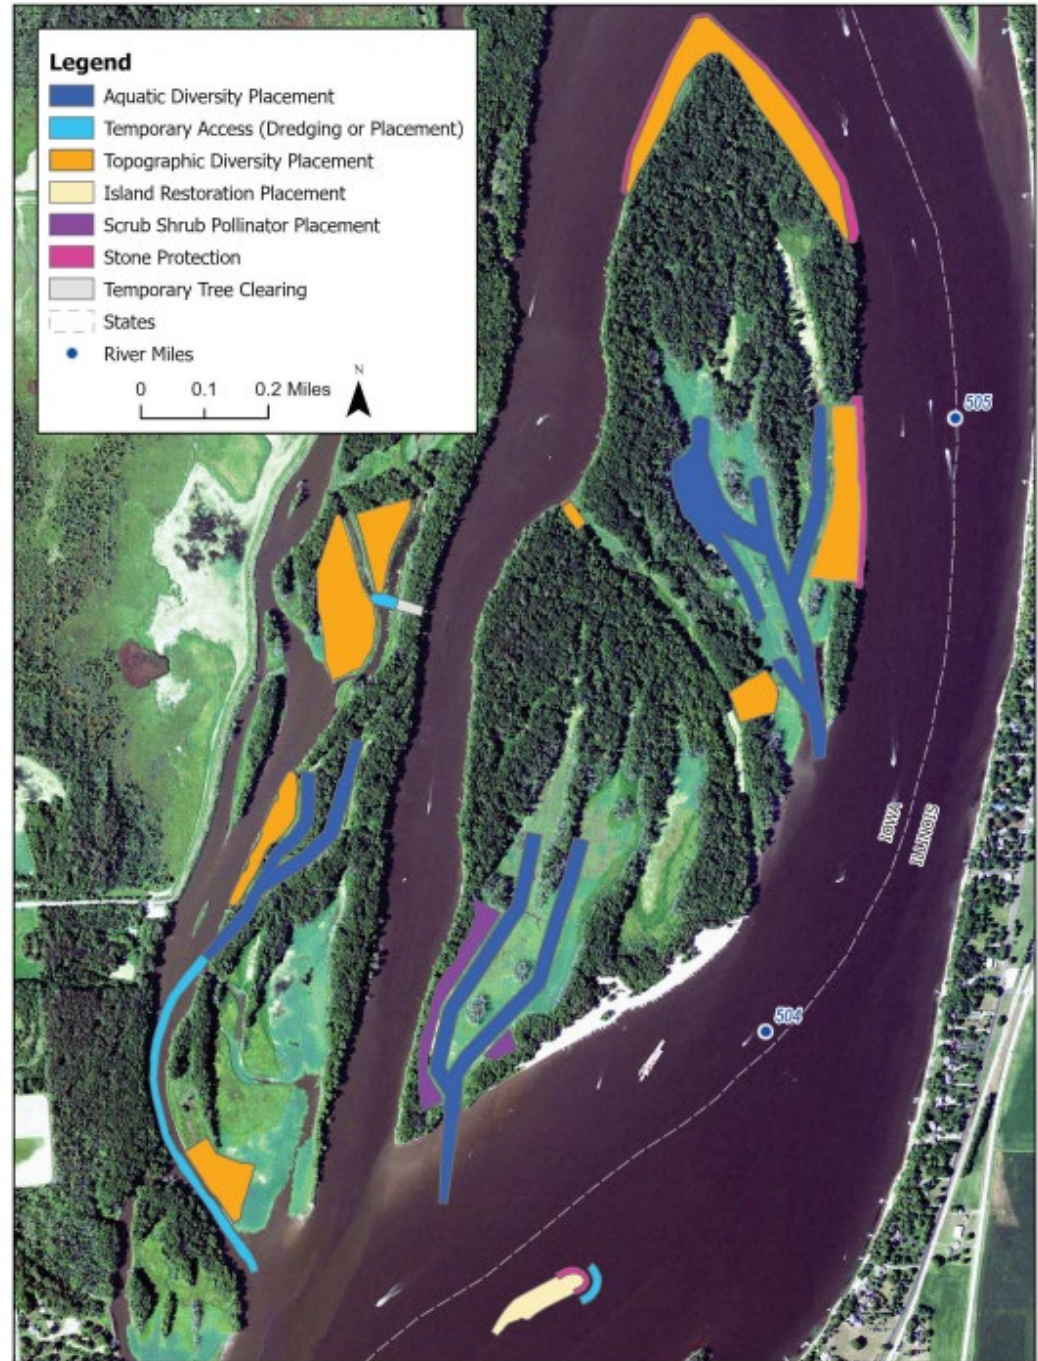 Legend
Aquatic Diversity Placement
Temporary Access (Dredging or Placement)
Topographic Diversity Placement
Island Restoration Placement
Scrub Shrub Pollinator Placement
Stone Protection
Temporary Tree Clearing
States
River Miles
N
0 0.1 0.2 Miles
505
IOWA
ILLINOIS
504